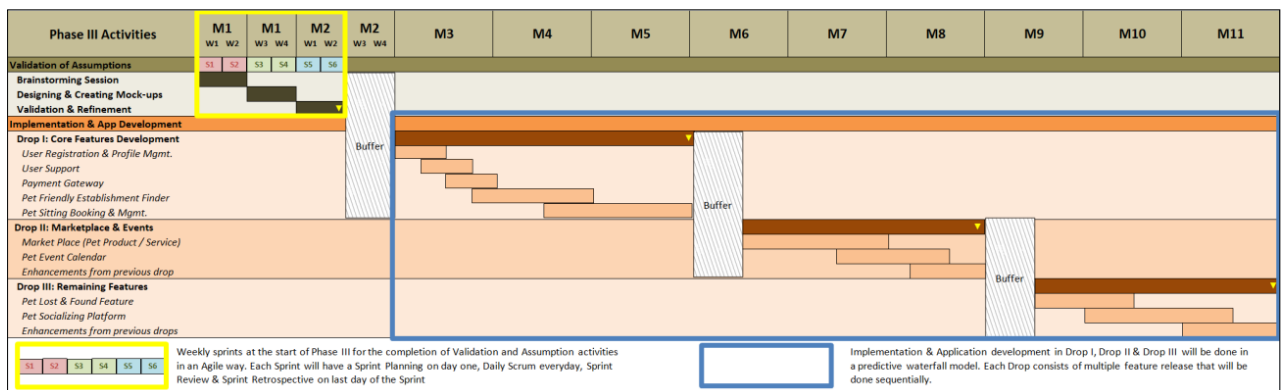 Phase III Activities M1 M1 M2 M2 M3 M4 M5 M6 M7 M8 M9 M10 M11
W1 W2 W3 W4 W1 W2 W3 W4
Validation of Assumptions S1 S2 S3 S4 S5 S6
Brainstorming Session
Designing & Creating Mock-ups
Validation & Refinement
Implementation & App Development
Drop I: Core Features Development
Buffer
User Registration & Profile Mgmt.
User Support
Payment Gateway
Pet Friendly Establishment Finder
Buffer
Pet Sitting Booking & Mgmt.
Drop II: Marketplace & Events
Market Place (Pet Product / Service)
Pet Event Calendar
Enhancements from previous drop
Buffer
Drop III: Remaining Features
Pet Lost & Found Feature
Pet Socializing Platform
Enhancements from previous drops
S1 S2 S3 S4 S5 S6
Weekly sprints at the start of Phase III for the completion of Validation and Assumption activities
in an Agile way. Each Sprint will have a Sprint Planning on day one, Daily Scrum everyday, Sprint
Review & Sprint Retrospective on last day of the Sprint
Implementation & Application development in Drop I, Drop II & Drop III will be done in
a predictive waterfall model. Each Drop consists of multiple feature release that will be
done sequentially.